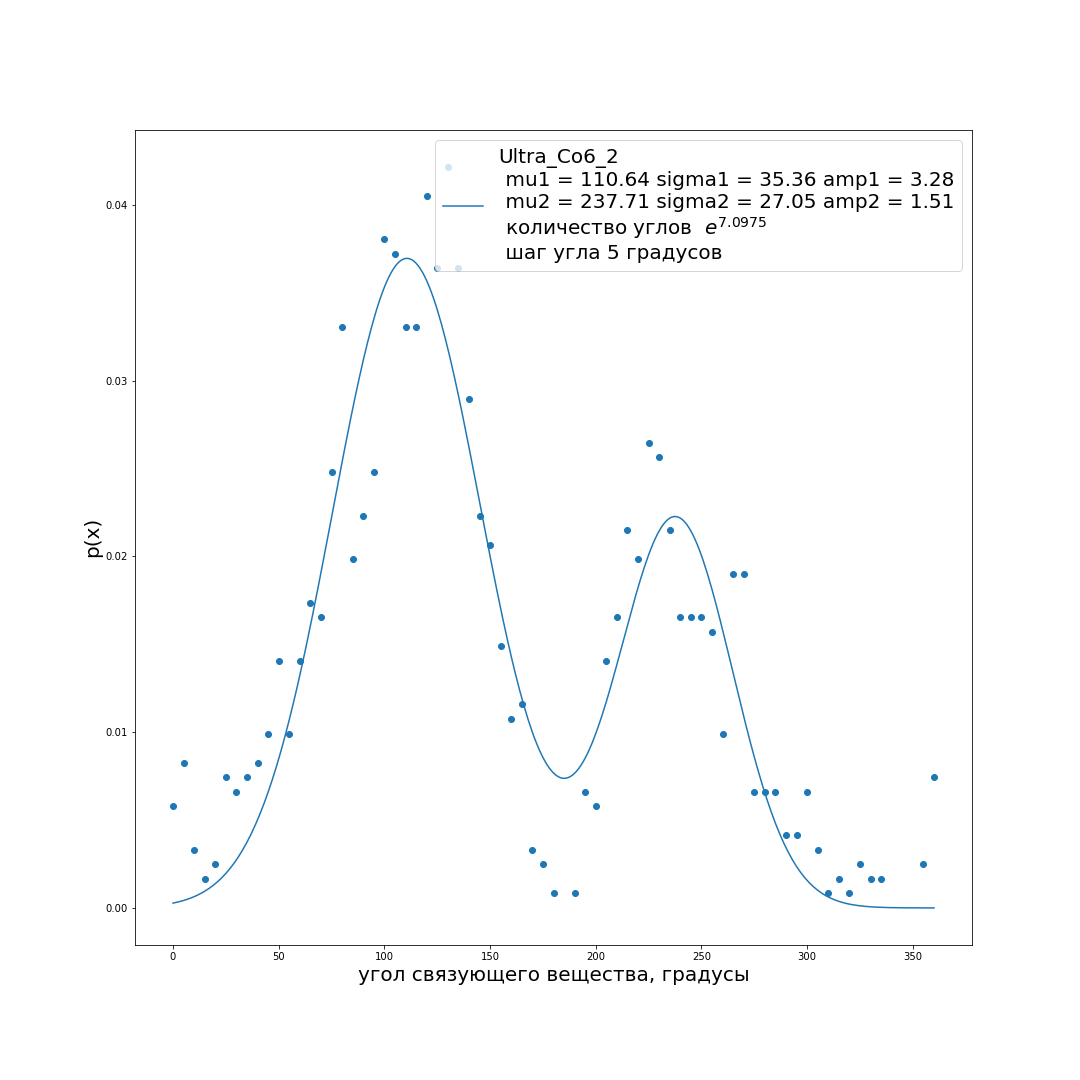 Ultra_Co6_2
mu1 = 110.64 sigma1 = 35.36 amp1 = 3.28
mu2 = 237.71 sigma2 = 27.05 amp2 = 1.51
количество углов e^7.0975
шаг угла 5 градусов
0.04
0.03
0.02
0.01
0.00
p(x)
0 50 100 150 200 250 300 350
угол связующего вещества, градусы